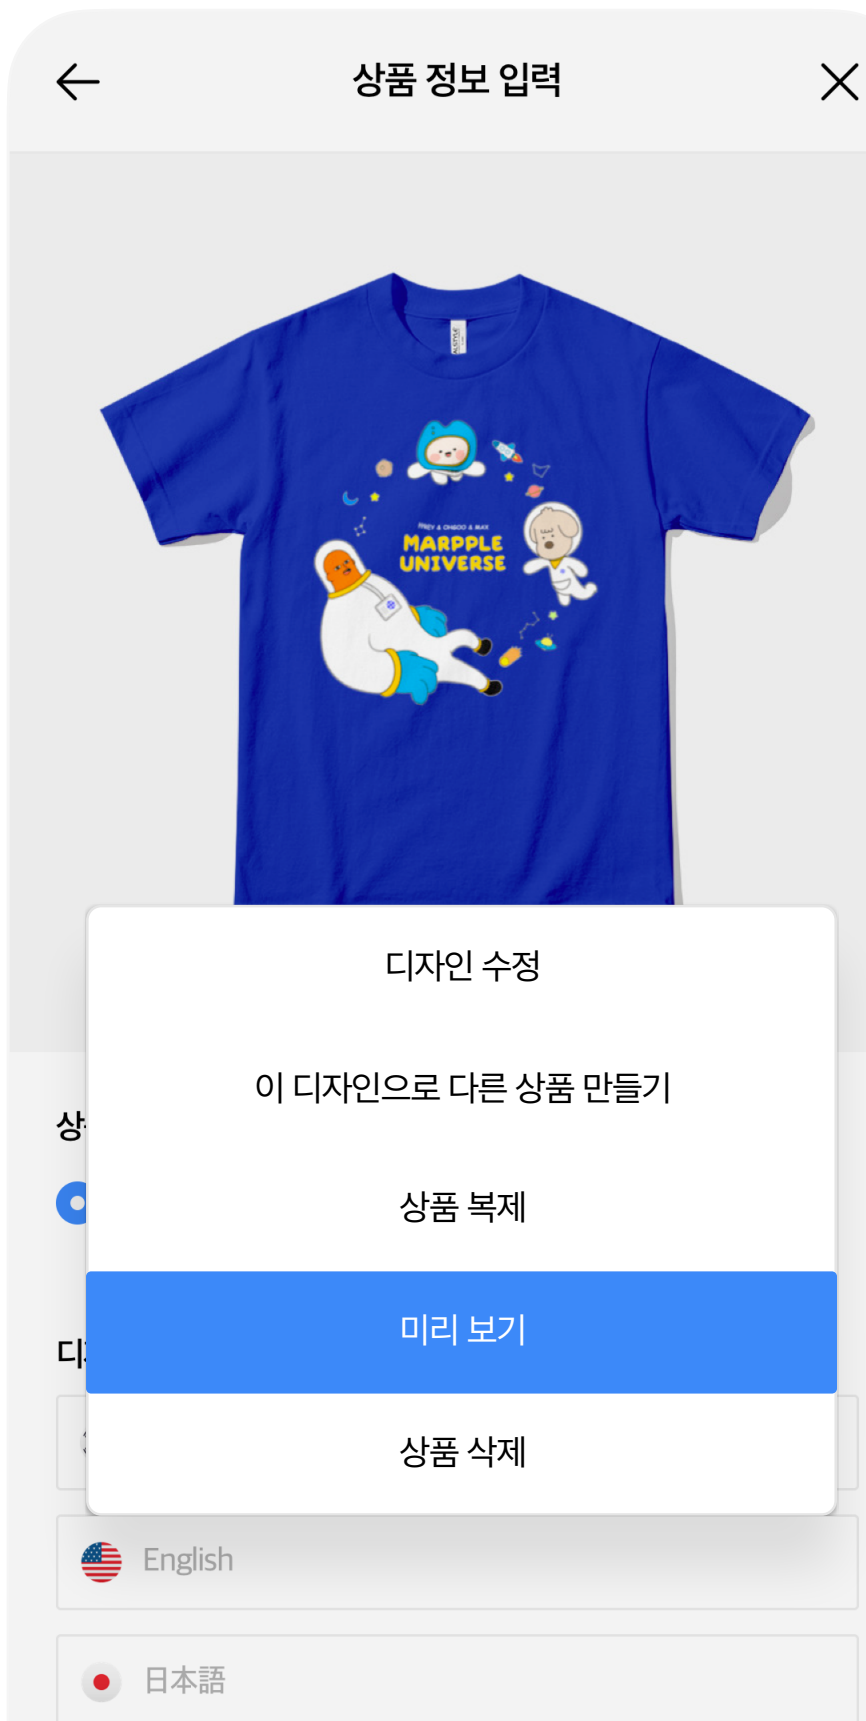 상품 정보 입력
MARPPLE
UNIVERSE
디자인 수정
이 디자인으로 다른 상품 만들기
상품 복제
미리 보기
상품 삭제
English
日本語